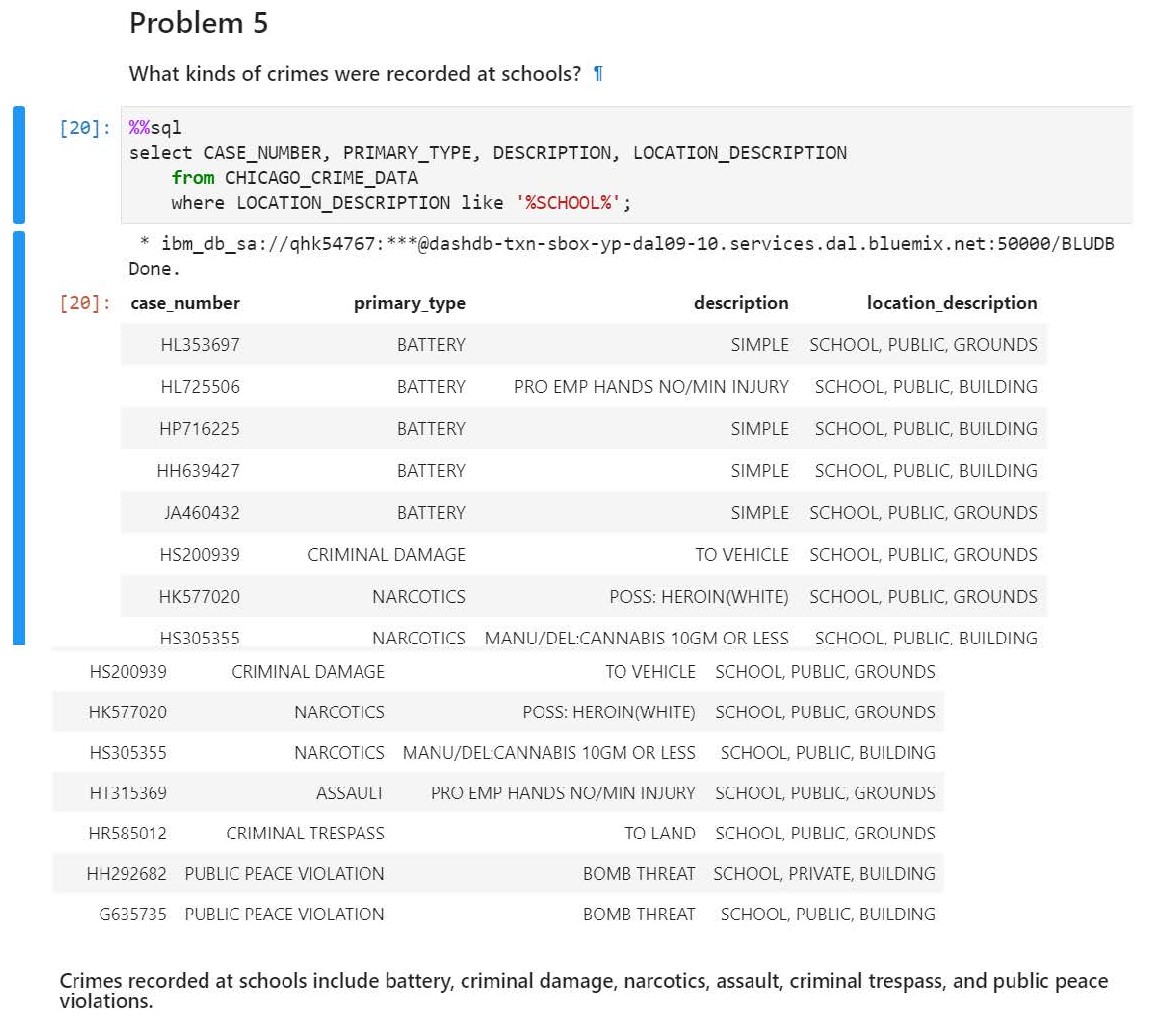 Problem 5
What kinds of crimes were recorded at schools? ¶
[20]: %%sql
select CASE_NUMBER, PRIMARY_TYPE, DESCRIPTION, LOCATION_DESCRIPTION
from CHICAGO_CRIME_DATA
where LOCATION_DESCRIPTION like '%SCHOOL%';
* ibm_db_sa://qhk54767:***@dashdb-txn-sbox-yp-dal09-10.services.dal.bluemix.net:50000/BLUDB
Done.
[20]: case_number primary_type description location_description
HL353697 BATTERY SIMPLE SCHOOL, PUBLIC, GROUNDS
HL725506 BATTERY PRO EMP HANDS NO/MIN INJURY SCHOOL, PUBLIC, BUILDING
HP716225 BATTERY SIMPLE SCHOOL, PUBLIC, BUILDING
HH639427 BATTERY SIMPLE SCHOOL, PUBLIC, BUILDING
JA460432 BATTERY SIMPLE SCHOOL, PUBLIC, GROUNDS
HS200939 CRIMINAL DAMAGE TO VEHICLE SCHOOL, PUBLIC, GROUNDS
HK577020 NARCOTICS POSS: HEROIN(WHITE) SCHOOL, PUBLIC, GROUNDS
HS305355 NARCOTICS MANU/DEL:CANNABIS 10GM OR LESS SCHOOL, PUBLIC, BUILDING
HS200939 CRIMINAL DAMAGE TO VEHICLE SCHOOL, PUBLIC, GROUNDS
HK577020 NARCOTICS POSS: HEROIN(WHITE) SCHOOL, PUBLIC, GROUNDS
HS305355 NARCOTICS MANU/DEL:CANNABIS 10GM OR LESS SCHOOL, PUBLIC, BUILDING
HT315369 ASSAULT PRO EMP HANDS NO/MIN INJURY SCHOOL, PUBLIC, GROUNDS
HR585012 CRIMINAL TRESPASS TO LAND SCHOOL, PUBLIC, GROUNDS
HH292682 PUBLIC PEACE VIOLATION BOMB THREAT SCHOOL, PRIVATE, BUILDING
G635735 PUBLIC PEACE VIOLATION BOMB THREAT SCHOOL, PUBLIC, BUILDING
Crimes recorded at schools include battery, criminal damage, narcotics, assault, criminal trespass, and public peace
violations.